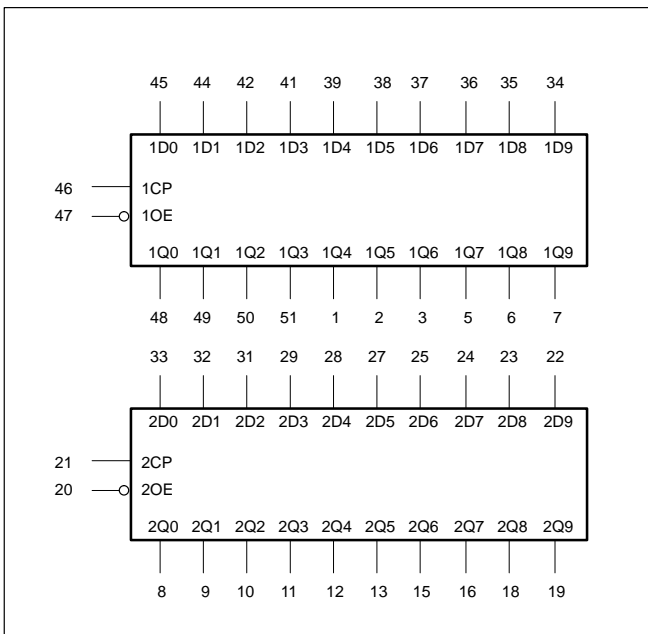 45 44 42 41 39 38 37 36 35 34
1D0 1D1 1D2 1D3 1D4 1D5 1D6 1D7 1D8 1D9
46 1CP
47 1OE
1Q0 1Q1 1Q2 1Q3 1Q4 1Q5 1Q6 1Q7 1Q8 1Q9
48 49 50 51 1 2 3 5 6 7
33 32 31 29 28 27 25 24 23 22
2D0 2D1 2D2 2D3 2D4 2D5 2D6 2D7 2D8 2D9
21 2CP
20 2OE
2Q0 2Q1 2Q2 2Q3 2Q4 2Q5 2Q6 2Q7 2Q8 2Q9
8 9 10 11 12 13 15 16 18 19